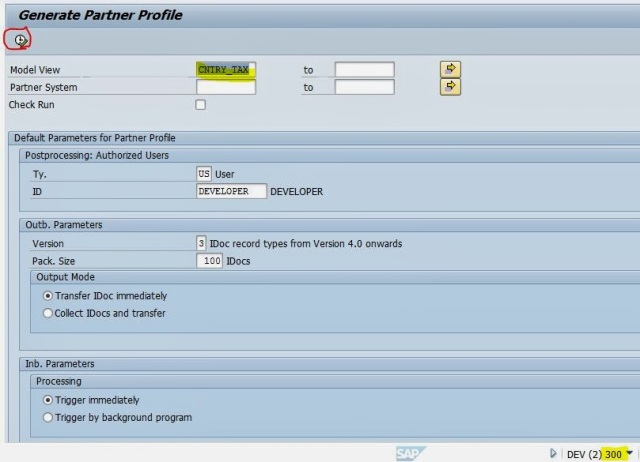 Generate Partner Profile
Model View CNTRY_TAX to
Partner System to
Check Run
Default Parameters for Partner Profile
Postprocessing: Authorized Users
Ty. US User
ID DEVELOPER DEVELOPER
Outb. Parameters
Version 3 IDoc record types from Version 4.0 onwards
Pack. Size 100 IDocs
Output Mode
Transfer IDoc immediately
Collect IDocs and transfer
Inb. Parameters
Processing
Trigger immediately
Trigger by background program
SAP DEV (2) 300